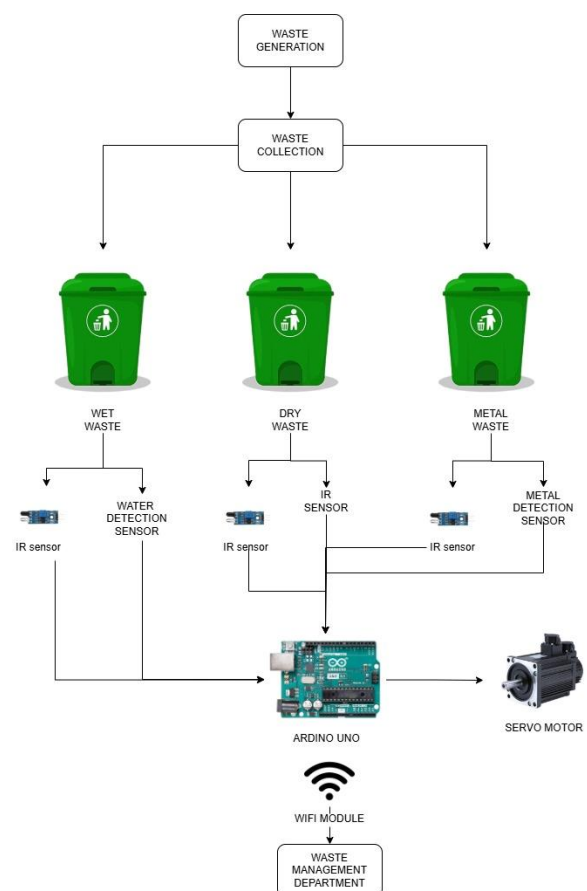 WASTE
GENERATION
WASTE
COLLECTION
WET
WASTE
DRY
WASTE
METAL
WASTE
IR sensor
WATER
DETECTION
SENSOR
IR sensor
IR
SENSOR
IR sensor
METAL
DETECTION
SENSOR
ARDINO UNO
SERVO MOTOR
WIFI MODULE
WASTE
MANAGEMENT
DEPARTMENT